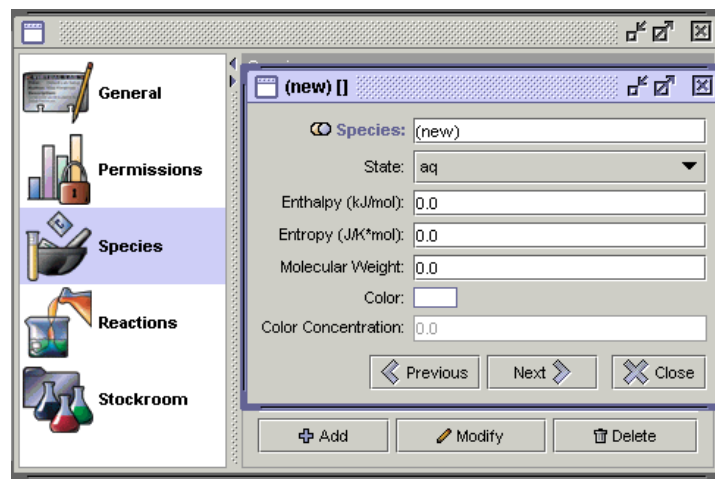 General
Permissions
Species
Reactions
Stockroom
(new) []
Species: (new)
State: aq
Enthalpy (kJ/mol): 0.0
Entropy (J/K*mol): 0.0
Molecular Weight: 0.0
Color:
Color Concentration: 0.0
Previous Next Close
Add Modify Delete